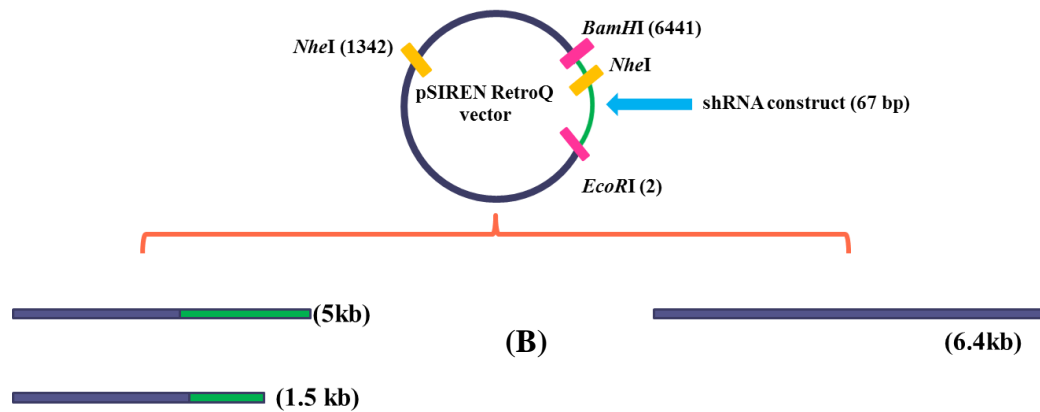 BamHI (6441)
NheI (1342)
NheI
pSIREN RetroQ
vector
shRNA construct (67 bp)
EcoRI (2)
(5kb)
(B)
(6.4kb)
(1.5 kb)